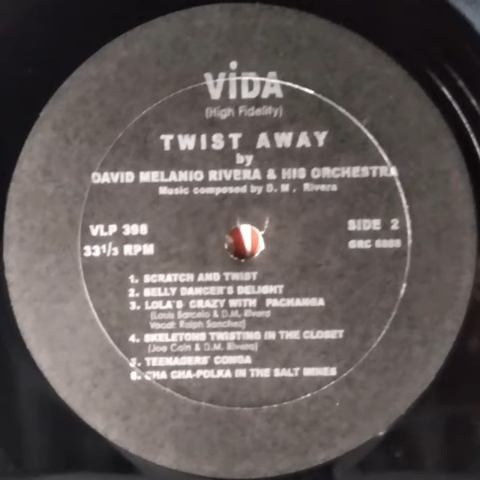 ViDA
(High Fidelity)
TWIST AWAY
by
DAVID MELANIO RIVERA & HIS ORCHESTRA
Music composed by D. M. Rivera
VLP 398
SIDE 2
33⅓ RPM
GRC
1. SCRATCH AND TWIST
2. BELLY DANCER'S DELIGHT
3. LOLA'S CRAZY WITH PACHANGA
(Louis Barcelo & D.M. Rivera
Vocal: Ralph Sanchez)
4. SKELETONS TWISTING IN THE CLOSET
(Joe Cain & D.M. Rivera)
5. TEENAGERS' CONGA
6. CHA CHA-POLKA IN THE SALT MINES